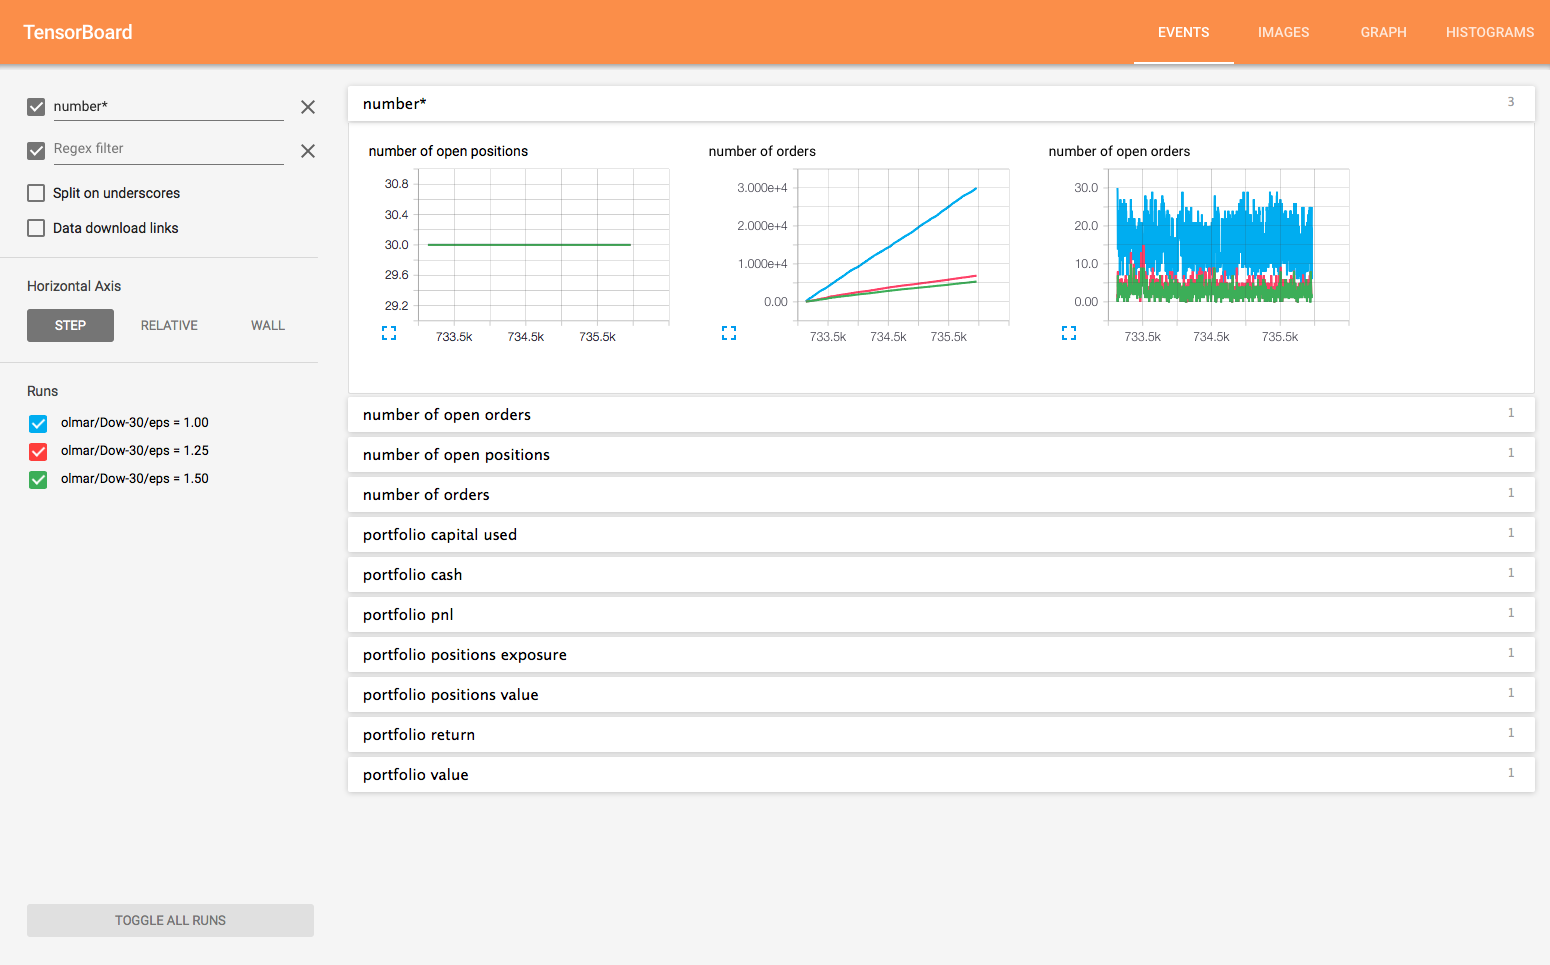 TensorBoard
EVENTS
IMAGES
GRAPH
HISTOGRAMS
number*
Regex filter
Split on underscores
Data download links
Horizontal Axis
STEP
RELATIVE
WALL
Runs
olmar/Dow-30/eps = 1.00
olmar/Dow-30/eps = 1.25
olmar/Dow-30/eps = 1.50
TOGGLE ALL RUNS
number*
3
number of open positions
30.8
30.4
30.0
29.6
29.2
733.5k 734.5k 735.5k
number of orders
3.000e+4
2.000e+4
1.000e+4
0.00
733.5k 734.5k 735.5k
number of open orders
30.0
20.0
10.0
0.00
733.5k 734.5k 735.5k
number of open orders 1
number of open positions 1
number of orders 1
portfolio capital used 1
portfolio cash 1
portfolio pnl 1
portfolio positions exposure 1
portfolio positions value 1
portfolio return 1
portfolio value 1